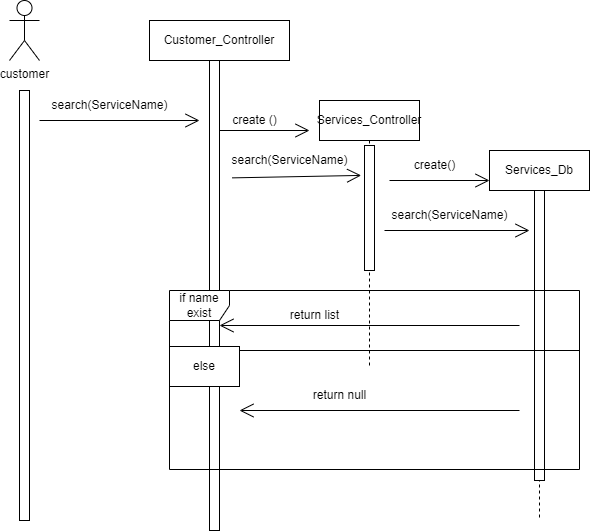 customer
Customer_Controller
search(ServiceName)
create ()
Services_Controller
search(ServiceName)
create()
Services_Db
search(ServiceName)
if name
exist
return list
else
return null